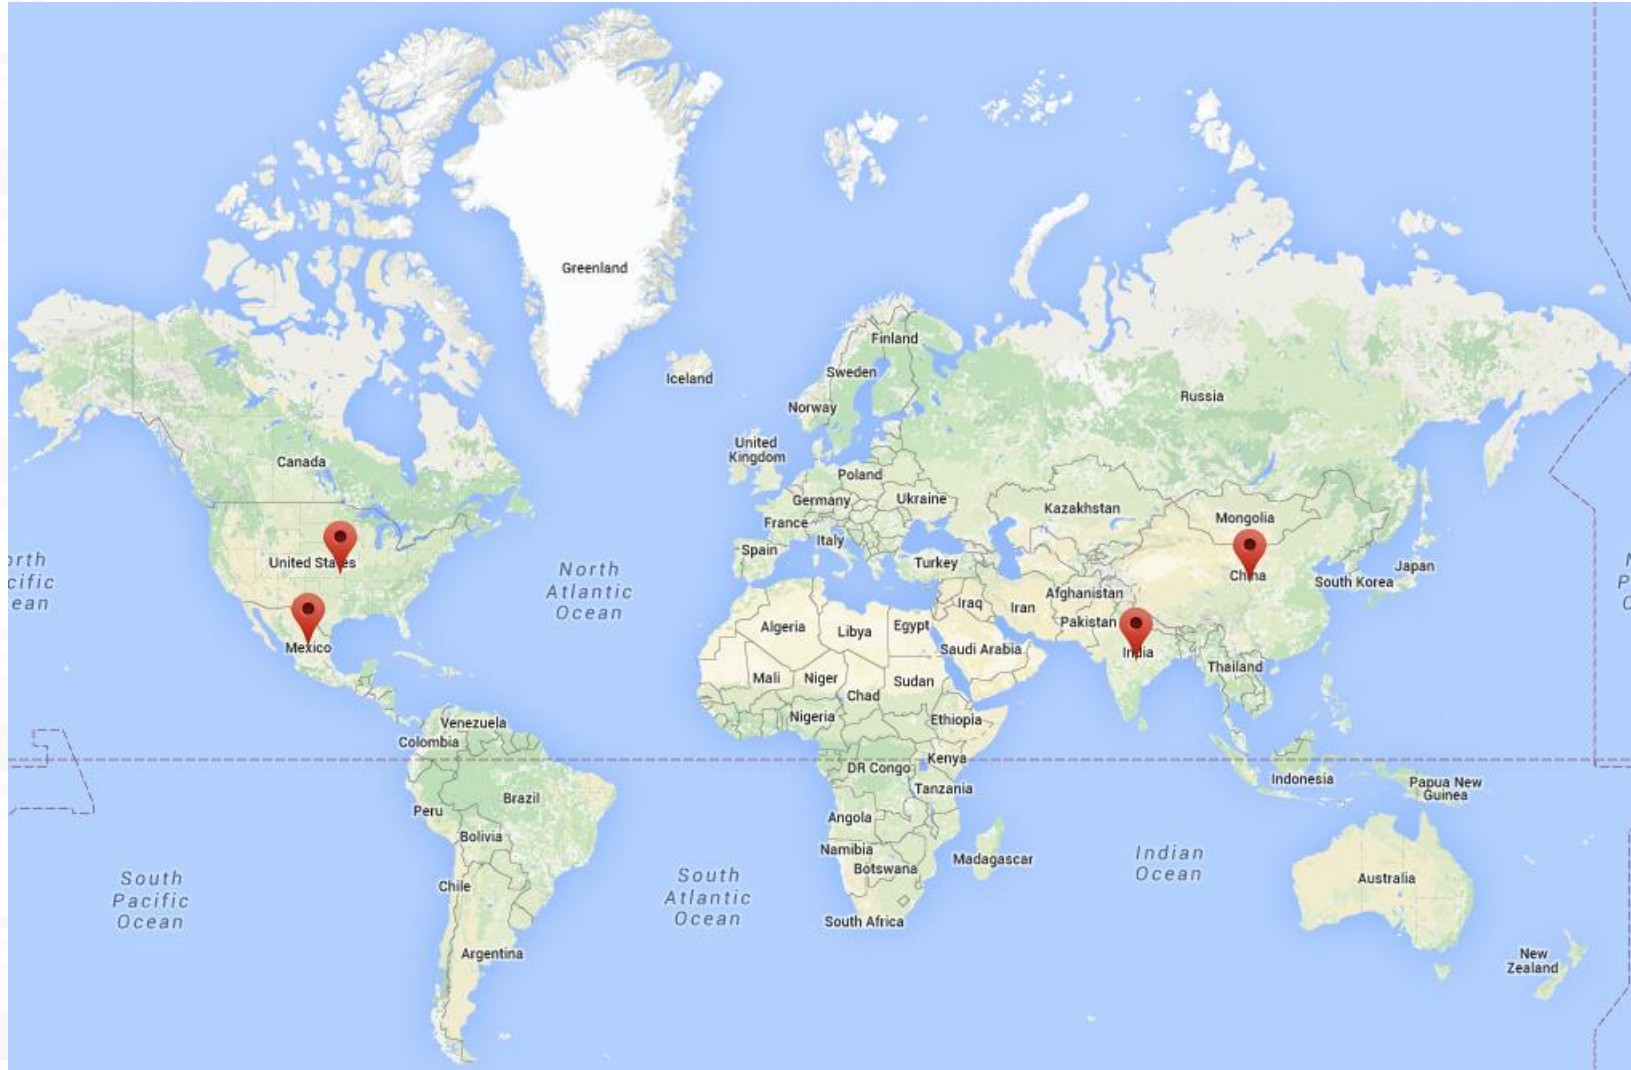 Greenland
Iceland
Finland
Sweden
Norway
Russia
United
Kingdom
Canada
Poland
Germany
Ukraine
France
Kazakhstan
Mongolia
Italy
Spain
United States
Turkey
China
Japan
South Korea
orth
cific
ean
North
Atlantic
Ocean
N
P
O
Afghanistan
Iraq
Iran
Pakistan
Algeria
Libya
Egypt
Mexico
Saudi Arabia
India
Thailand
Mali
Niger
Chad
Sudan
Nigeria
Ethiopia
Venezuela
Colombia
Kenya
DR Congo
Indonesia
Papua New
Guinea
Tanzania
Brazil
Peru
Angola
Bolivia
Namibia
Botswana
Madagascar
Indian
Ocean
South
Pacific
Ocean
Chile
South
Atlantic
Ocean
Australia
South Africa
Argentina
New
Zealand